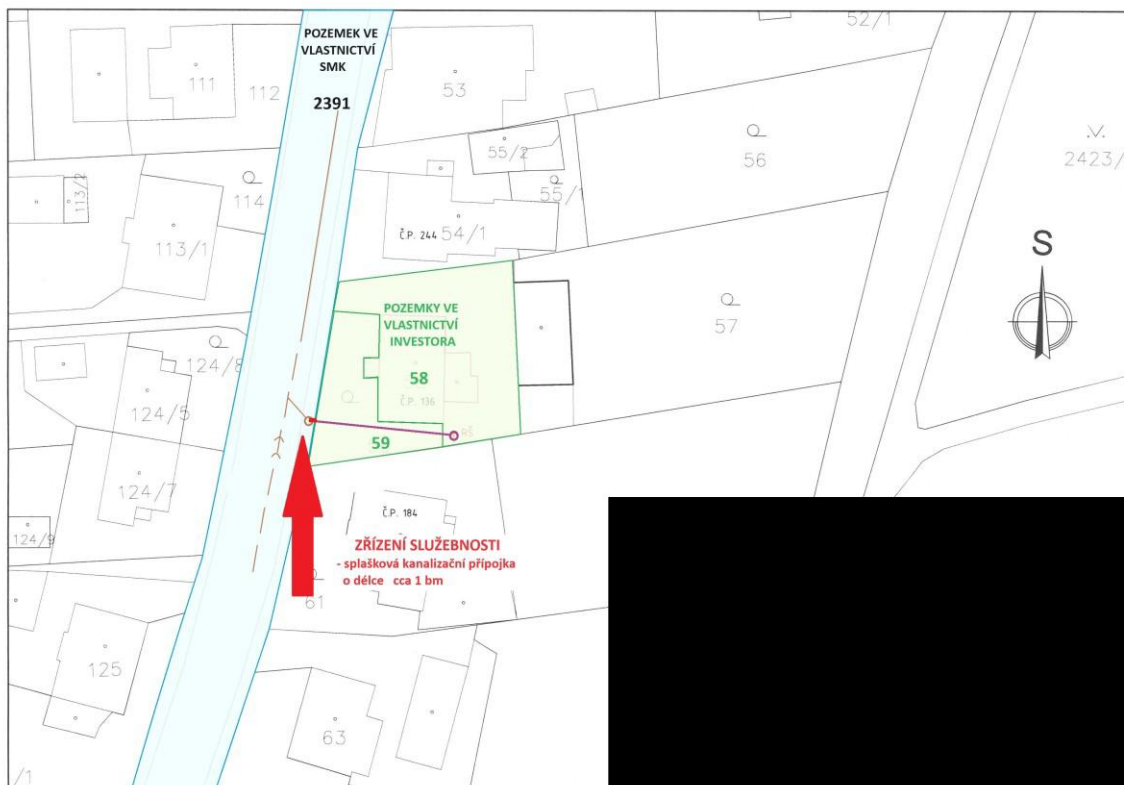 POZEMEK VE
VLASTNICTVÍ
SMK
2391
52/1
111
112
53
55/2
56
2423/
55/1
113/2
114
113/1
Č.P. 244 54/1
S
POZEMKY VE
VLASTNICTVÍ
INVESTORA
57
124/8
58
Č.P. 136
124/5
RŠ
59
124/7
Č.P. 184
124/9
ZŘÍZENÍ SLUŽEBNOSTI
- splašková kanalizační přípojka
o délce cca 1 bm
61
125
63
/1